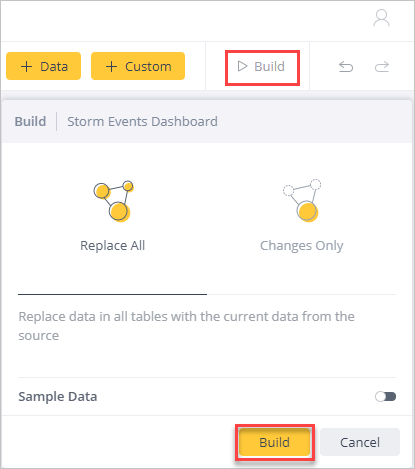 + Data + Custom Build
Build Storm Events Dashboard
Replace All Changes Only
Replace data in all tables with the current data from the
source
Sample Data
Build Cancel